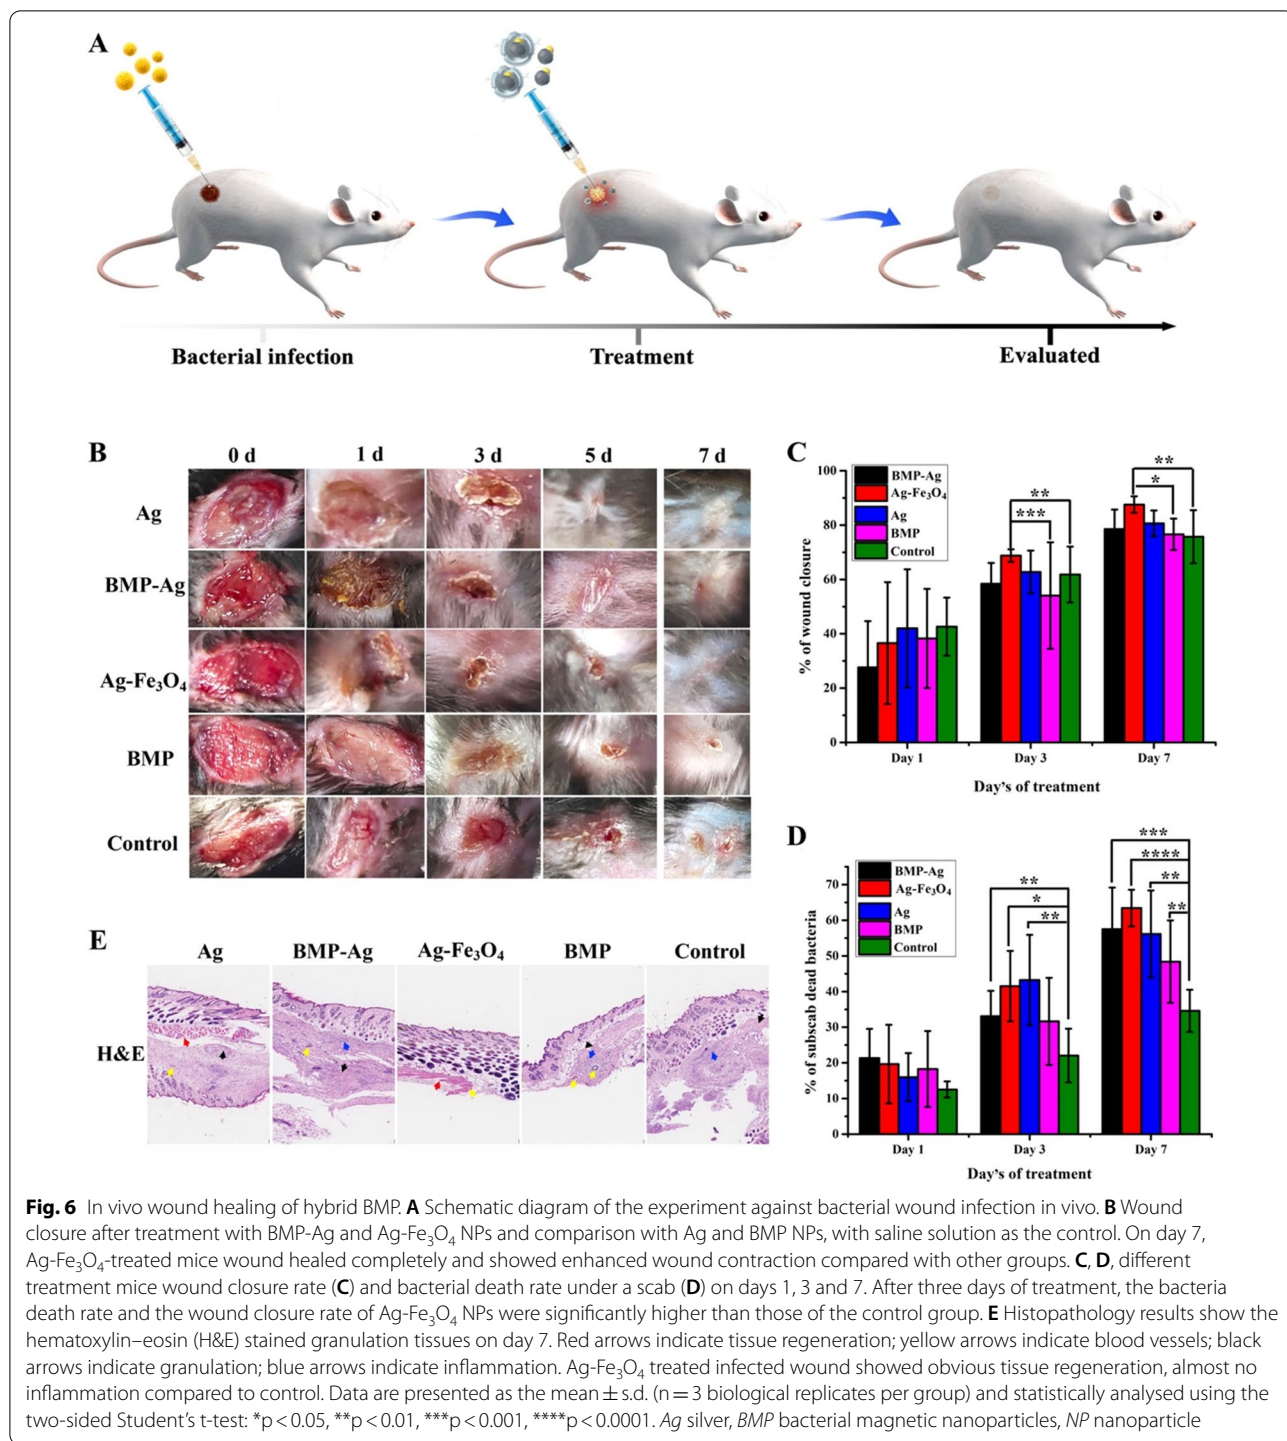 A
Bacterial infection
Treatment
Evaluated
B
0 d
1 d
3 d
5 d
7 d
Ag
BMP-Ag
Ag-Fe₃O₄
BMP
Control
C
BMP-Ag
Ag-Fe₃O₄
Ag
BMP
Control
**
***
**
*
% of wound closure
100
80
60
40
20
0
Day 1
Day 3
Day 7
Day's of treatment
D
BMP-Ag
Ag-Fe₃O₄
Ag
BMP
Control
**
*
**
***
****
**
**
% of subscab dead bacteria
70
60
50
40
30
20
10
0
Day 1
Day 3
Day 7
Day's of treatment
E
Ag
BMP-Ag
Ag-Fe₃O₄
BMP
Control
H&E
Fig. 6 In vivo wound healing of hybrid BMP. A Schematic diagram of the experiment against bacterial wound infection in vivo. B Wound
closure after treatment with BMP-Ag and Ag-Fe₃O₄ NPs and comparison with Ag and BMP NPs, with saline solution as the control. On day 7,
Ag-Fe₃O₄-treated mice wound healed completely and showed enhanced wound contraction compared with other groups. C, D, different
treatment mice wound closure rate (C) and bacterial death rate under a scab (D) on days 1, 3 and 7. After three days of treatment, the bacteria
death rate and the wound closure rate of Ag-Fe₃O₄ NPs were significantly higher than those of the control group. E Histopathology results show the
hematoxylin–eosin (H&E) stained granulation tissues on day 7. Red arrows indicate tissue regeneration; yellow arrows indicate blood vessels; black
arrows indicate granulation; blue arrows indicate inflammation. Ag-Fe₃O₄ treated infected wound showed obvious tissue regeneration, almost no
inflammation compared to control. Data are presented as the mean ± s.d. (n = 3 biological replicates per group) and statistically analysed using the
two-sided Student's t-test: *p < 0.05, **p < 0.01, ***p < 0.001, ****p < 0.0001. Ag silver, BMP bacterial magnetic nanoparticles, NP nanoparticle